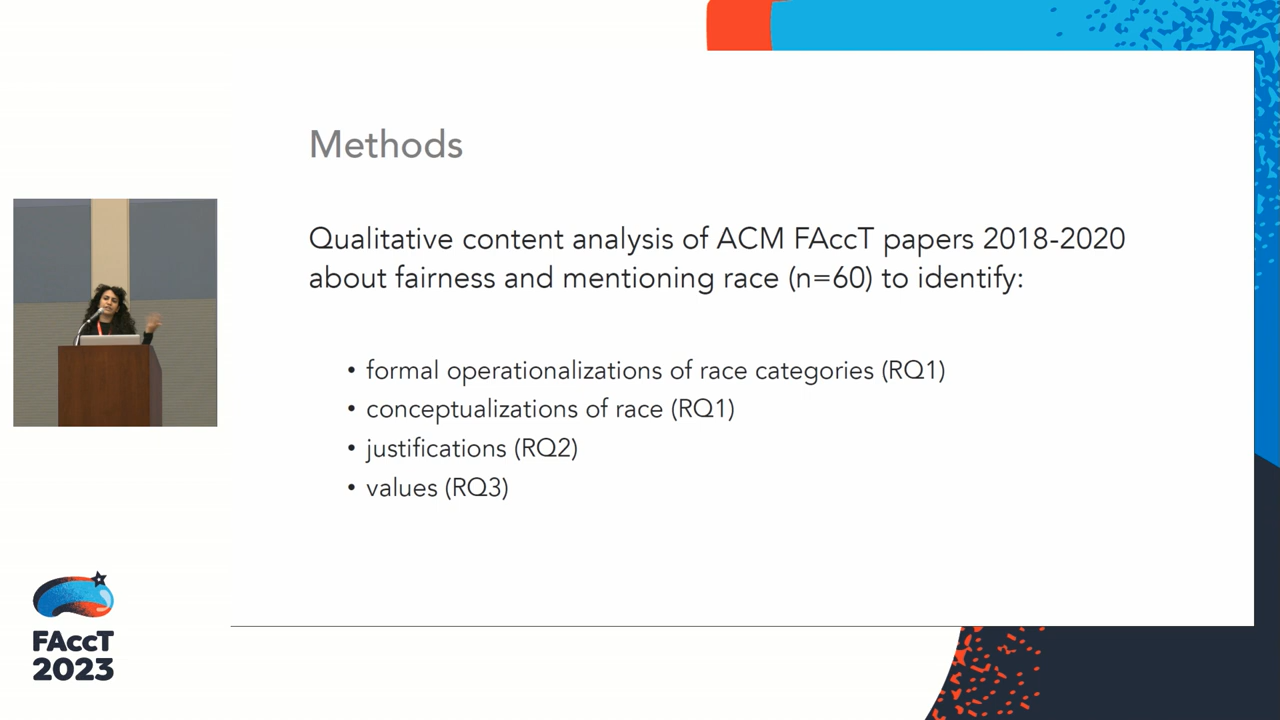 Methods
Qualitative content analysis of ACM FAccT papers 2018-2020
about fairness and mentioning race (n=60) to identify:
• formal operationalizations of race categories (RQ1)
• conceptualizations of race (RQ1)
• justifications (RQ2)
• values (RQ3)
FAccT
2023